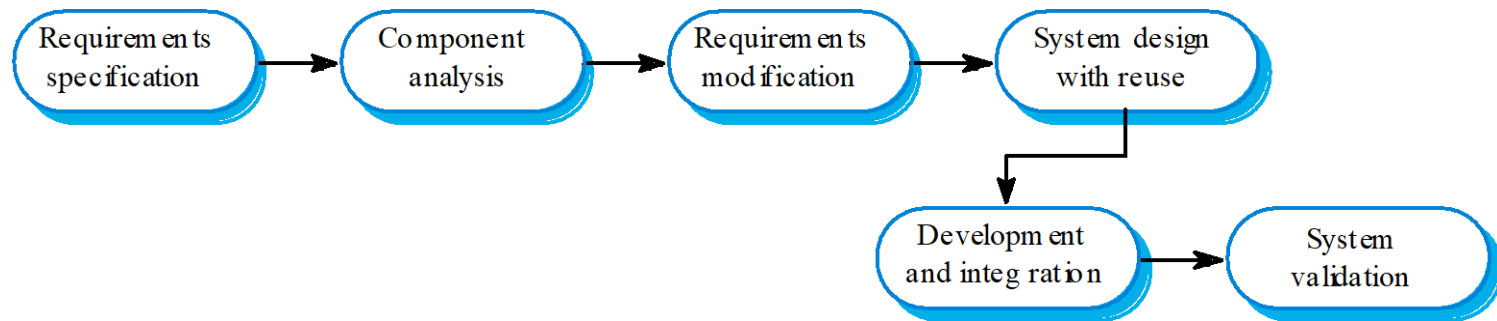 Requirements
specification
Component
analysis
Requirements
modification
System design
with reuse
Development
and integration
System
validation